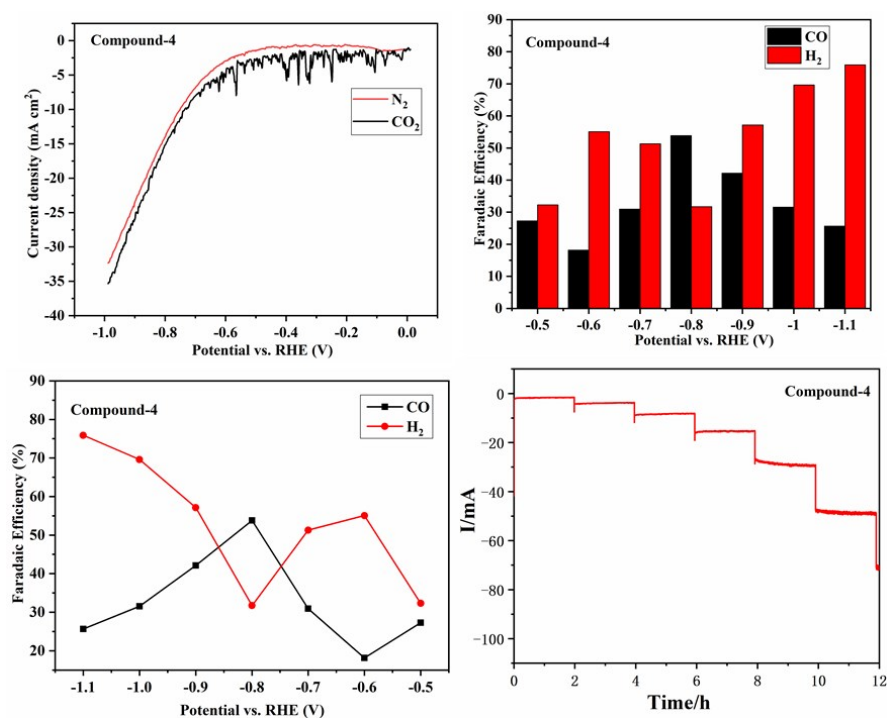 Compound-4
N2
CO2
Current density (mA cm2)
0
-5
-10
-15
-20
-25
-30
-35
-40
-1.0 -0.8 -0.6 -0.4 -0.2 0.0
Potential vs. RHE (V)
Compound-4
CO
H2
Faradaic Efficiency (%)
90
80
70
60
50
40
30
20
10
0
-0.5 -0.6 -0.7 -0.8 -0.9 -1 -1.1
Potential vs. RHE (V)
Compound-4
CO
H2
Faradaic Efficiency (%)
90
80
70
60
50
40
30
20
-1.1 -1.0 -0.9 -0.8 -0.7 -0.6 -0.5
Potential vs. RHE (V)
Compound-4
I/mA
0
-20
-40
-60
-80
-100
0 2 4 6 8 10 12
Time/h